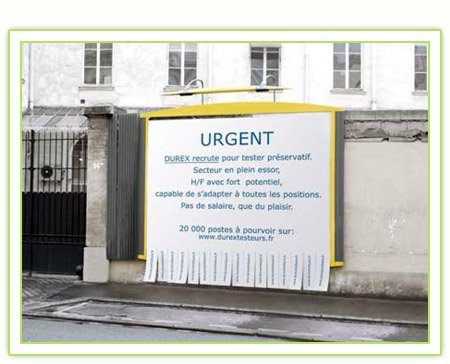 URGENT
DUREX recrute pour tester préservatif.
Secteur en plein essor,
H/F avec fort potentiel,
capable de s'adapter à toutes les positions.
Pas de salaire, que du plaisir.
20 000 postes à pourvoir sur:
www.durextesteurs.fr